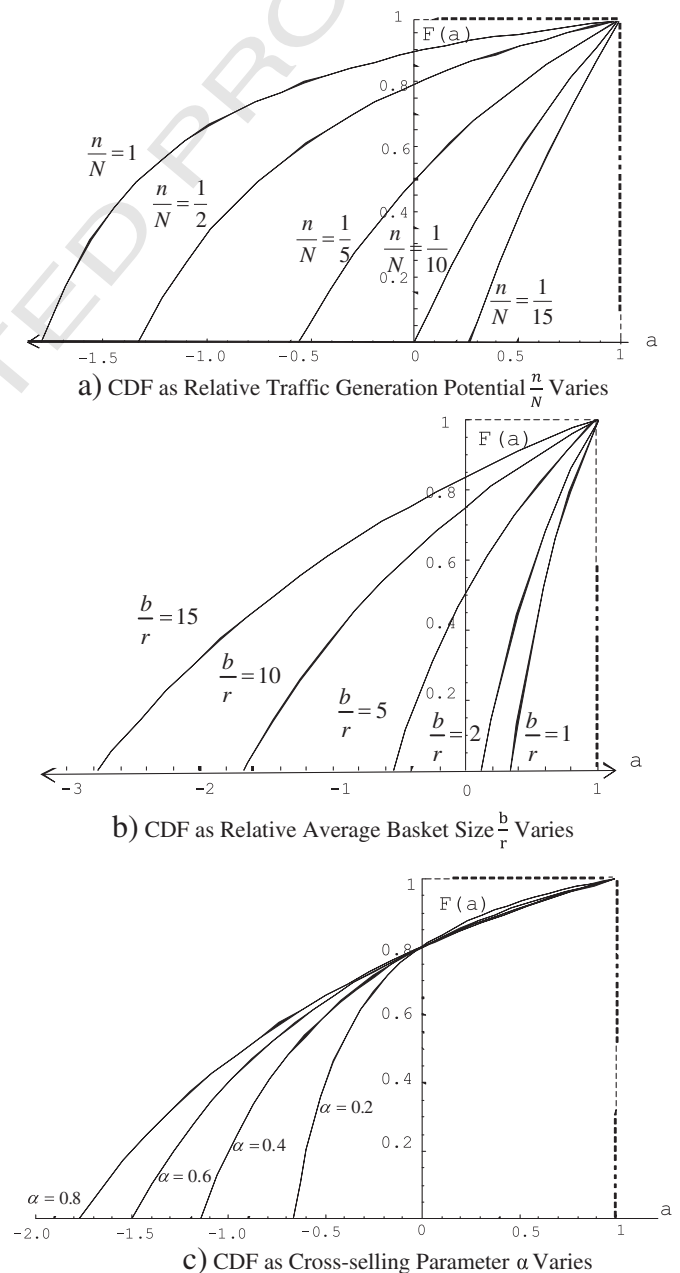 TED PRO
1
F(a)
0.8
0.6
0.4
0.2
n/N = 1
n/N = 1/2
n/N = 1/5
n/N = 1/10
n/N = 1/15
-1.5 -1.0 -0.5 0 0.5 1 a
a) CDF as Relative Traffic Generation Potential n/N Varies
1
F(a)
0.8
0.6
0.4
0.2
b/r = 15
b/r = 10
b/r = 5
b/r = 2
b/r = 1
-3 -2 -1 0 1 a
b) CDF as Relative Average Basket Size b/r Varies
1
F(a)
0.8
0.6
0.4
0.2
α = 0.2
α = 0.4
α = 0.6
α = 0.8
-2.0 -1.5 -1.0 -0.5 0 0.5 1 a
c) CDF as Cross-selling Parameter α Varies